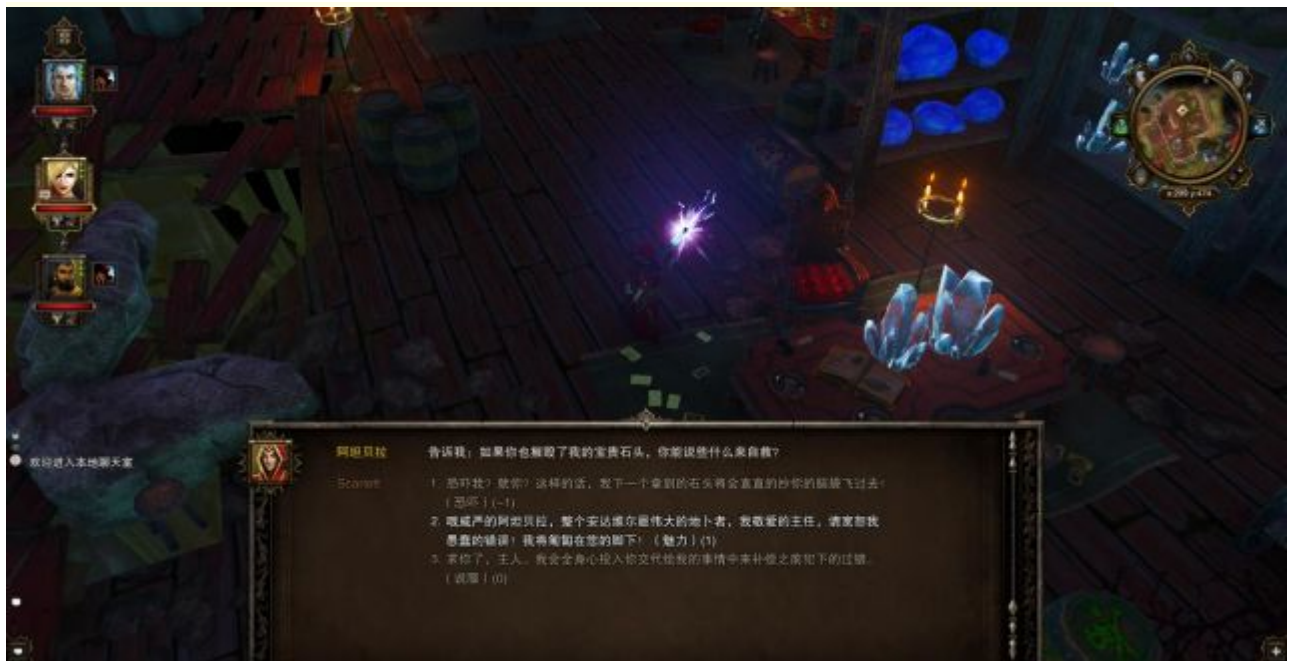 欢迎进入本地聊天室
阿坦贝拉
告诉我：如果你也摧毁了我的宝贵石头，你能说些什么来自救？
Scarlett
1. 恐吓我？就你？这样的话，我下一个拿到的石头将会直直的抄你的脑袋飞过去！
（恐吓）(-1)
2. 哦威严的阿坦贝拉，整个安达维尔最伟大的地卜者，我敬爱的主任，请宽恕我
愚蠢的错误！我将匍匐在您的脚下！（魅力）(1)
3. 求你了，主人。我会全身心投入你交代给我的事情中来补偿之前犯下的过错。
（说理）(0)